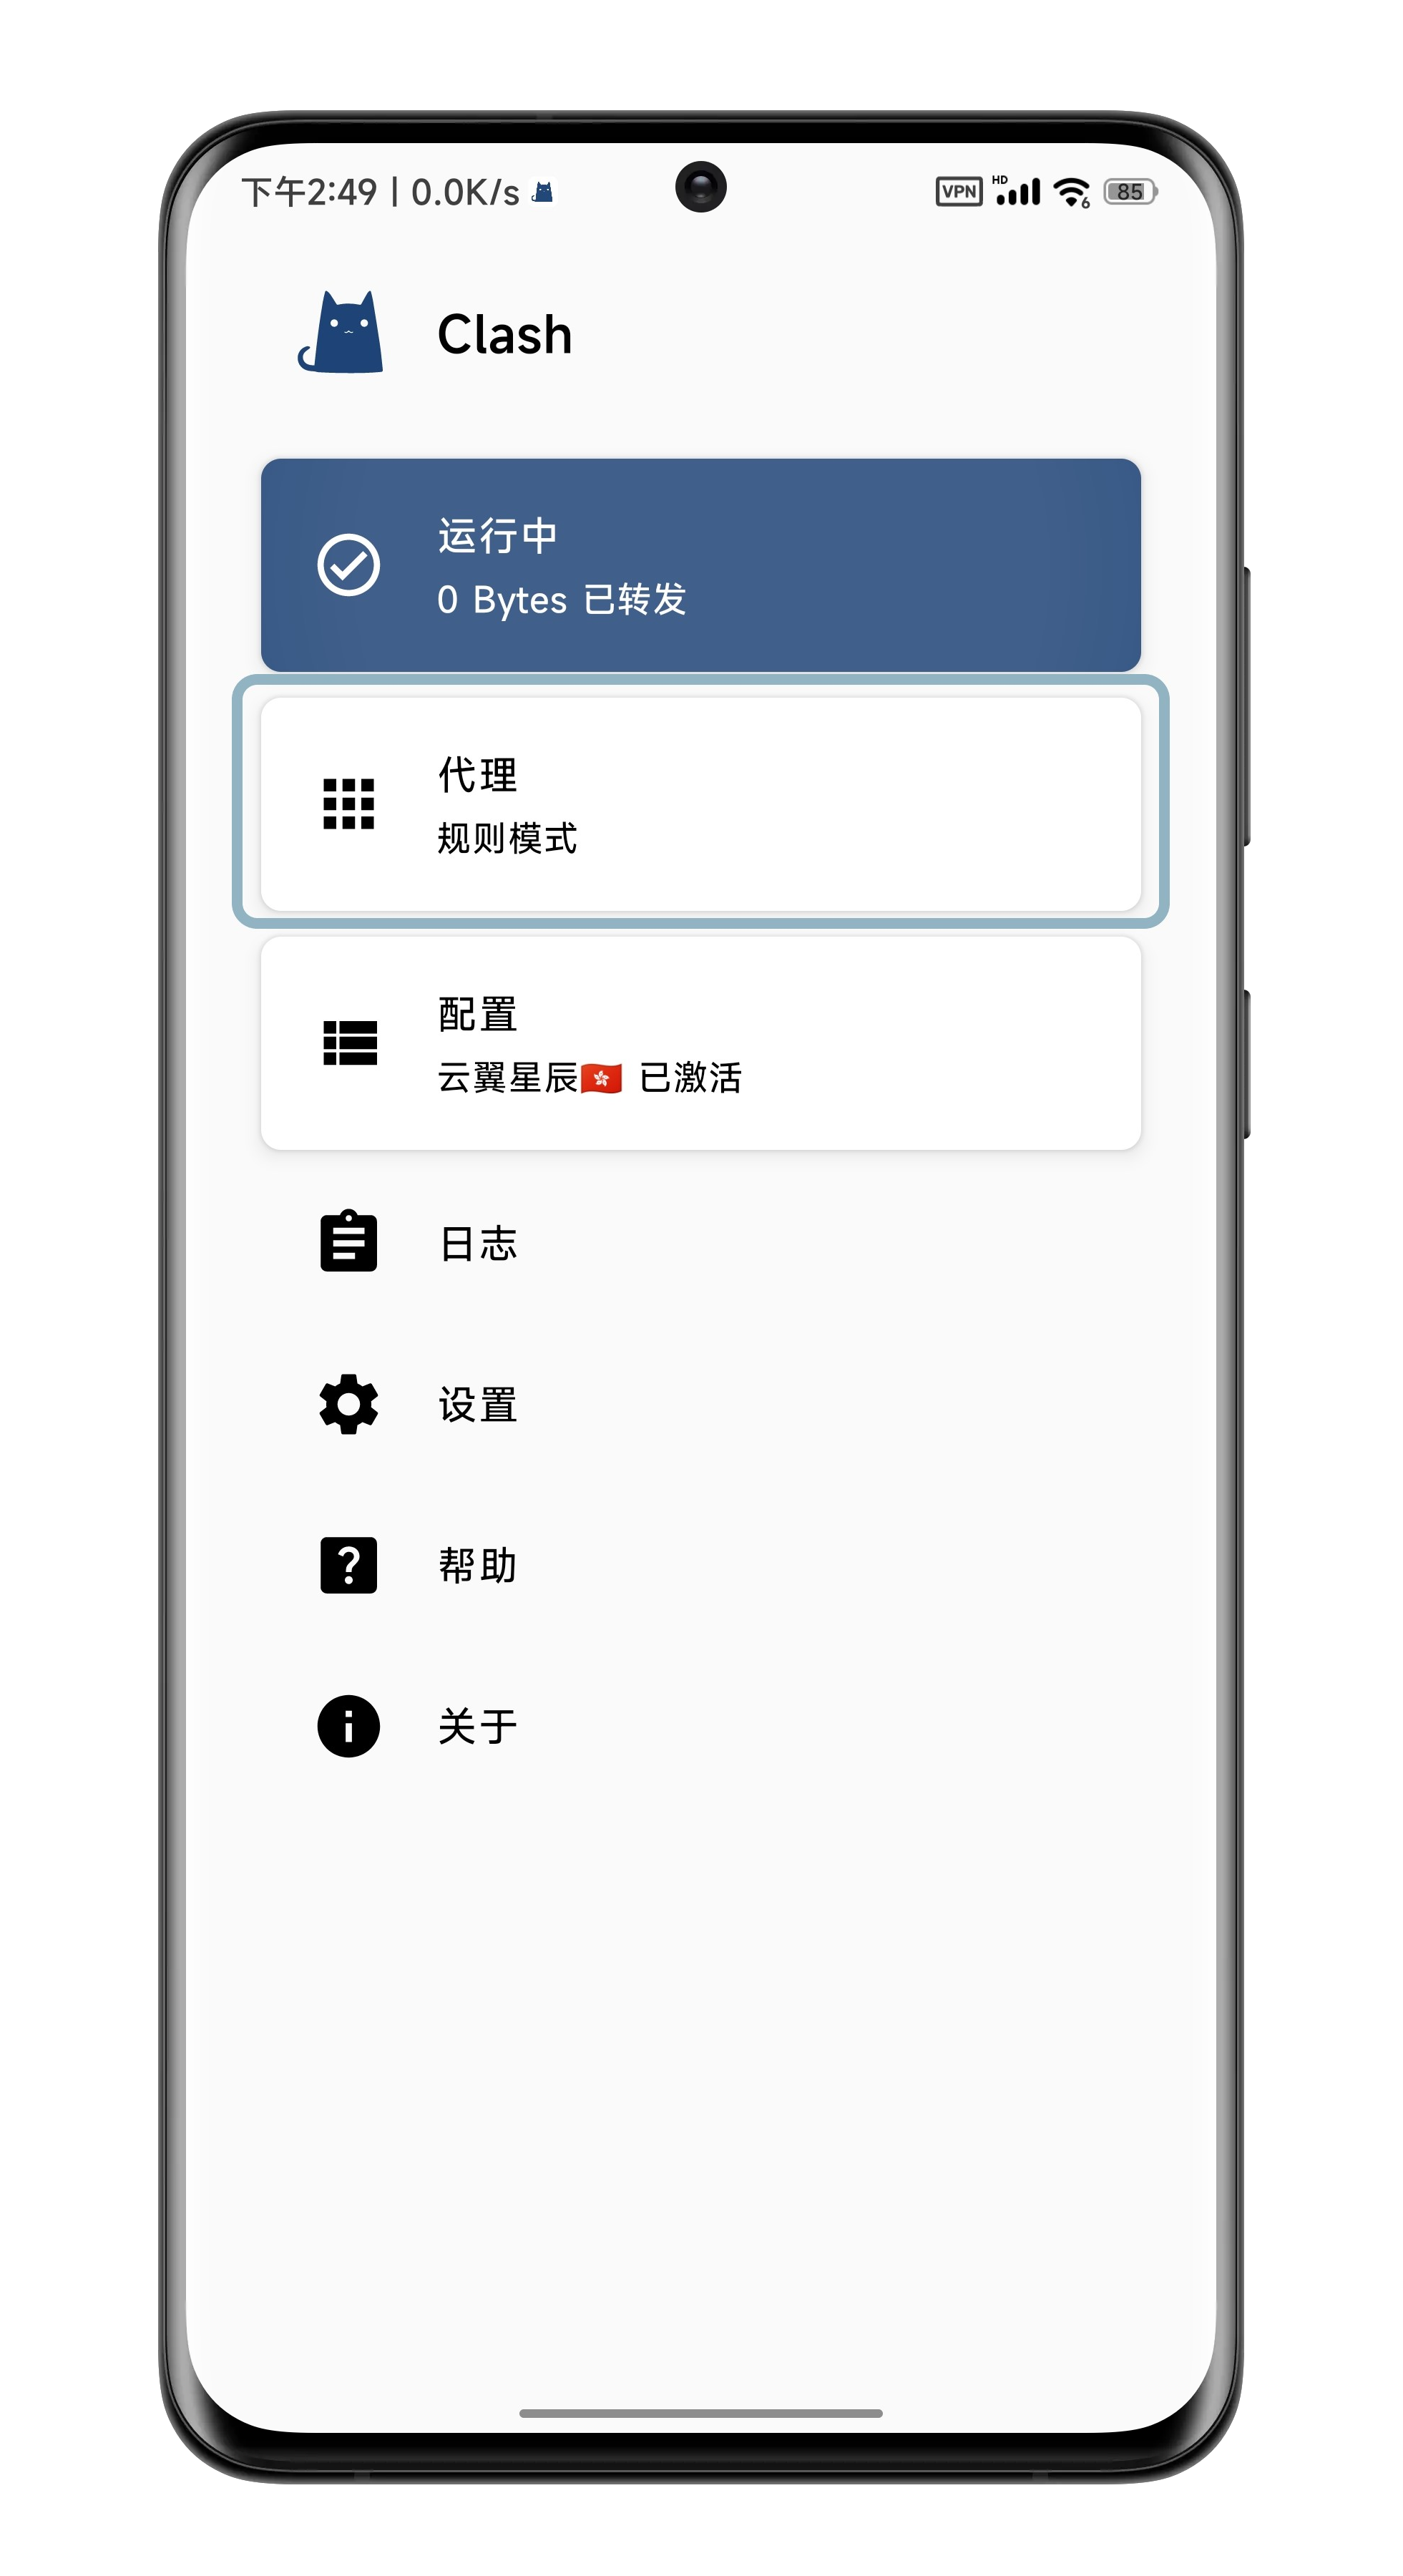 下午2:49 | 0.0K/s
VPN HD 6 85
Clash
运行中
0 Bytes 已转发
代理
规则模式
配置
云翼星辰🇭🇰 已激活
日志
设置
帮助
关于